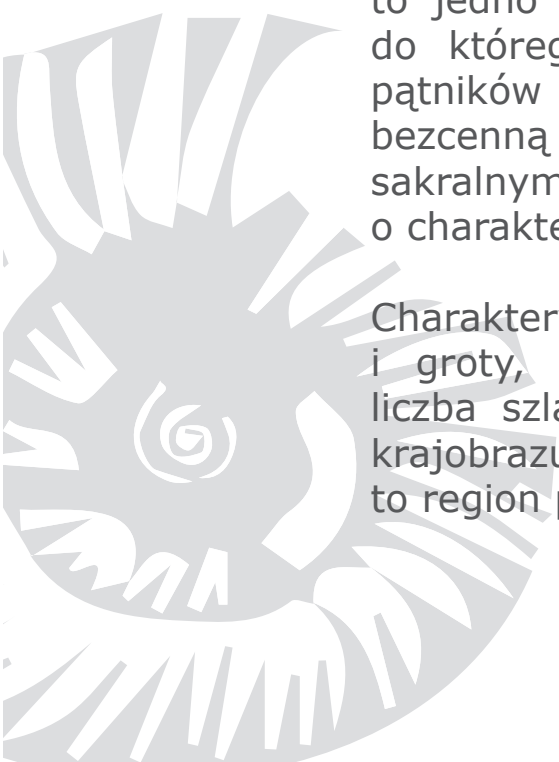 to jedno
do któreg
pątników
bezcenną
sakralnym
o charakte
Charakter
i groty,
liczba szla
krajobrazu
to region p